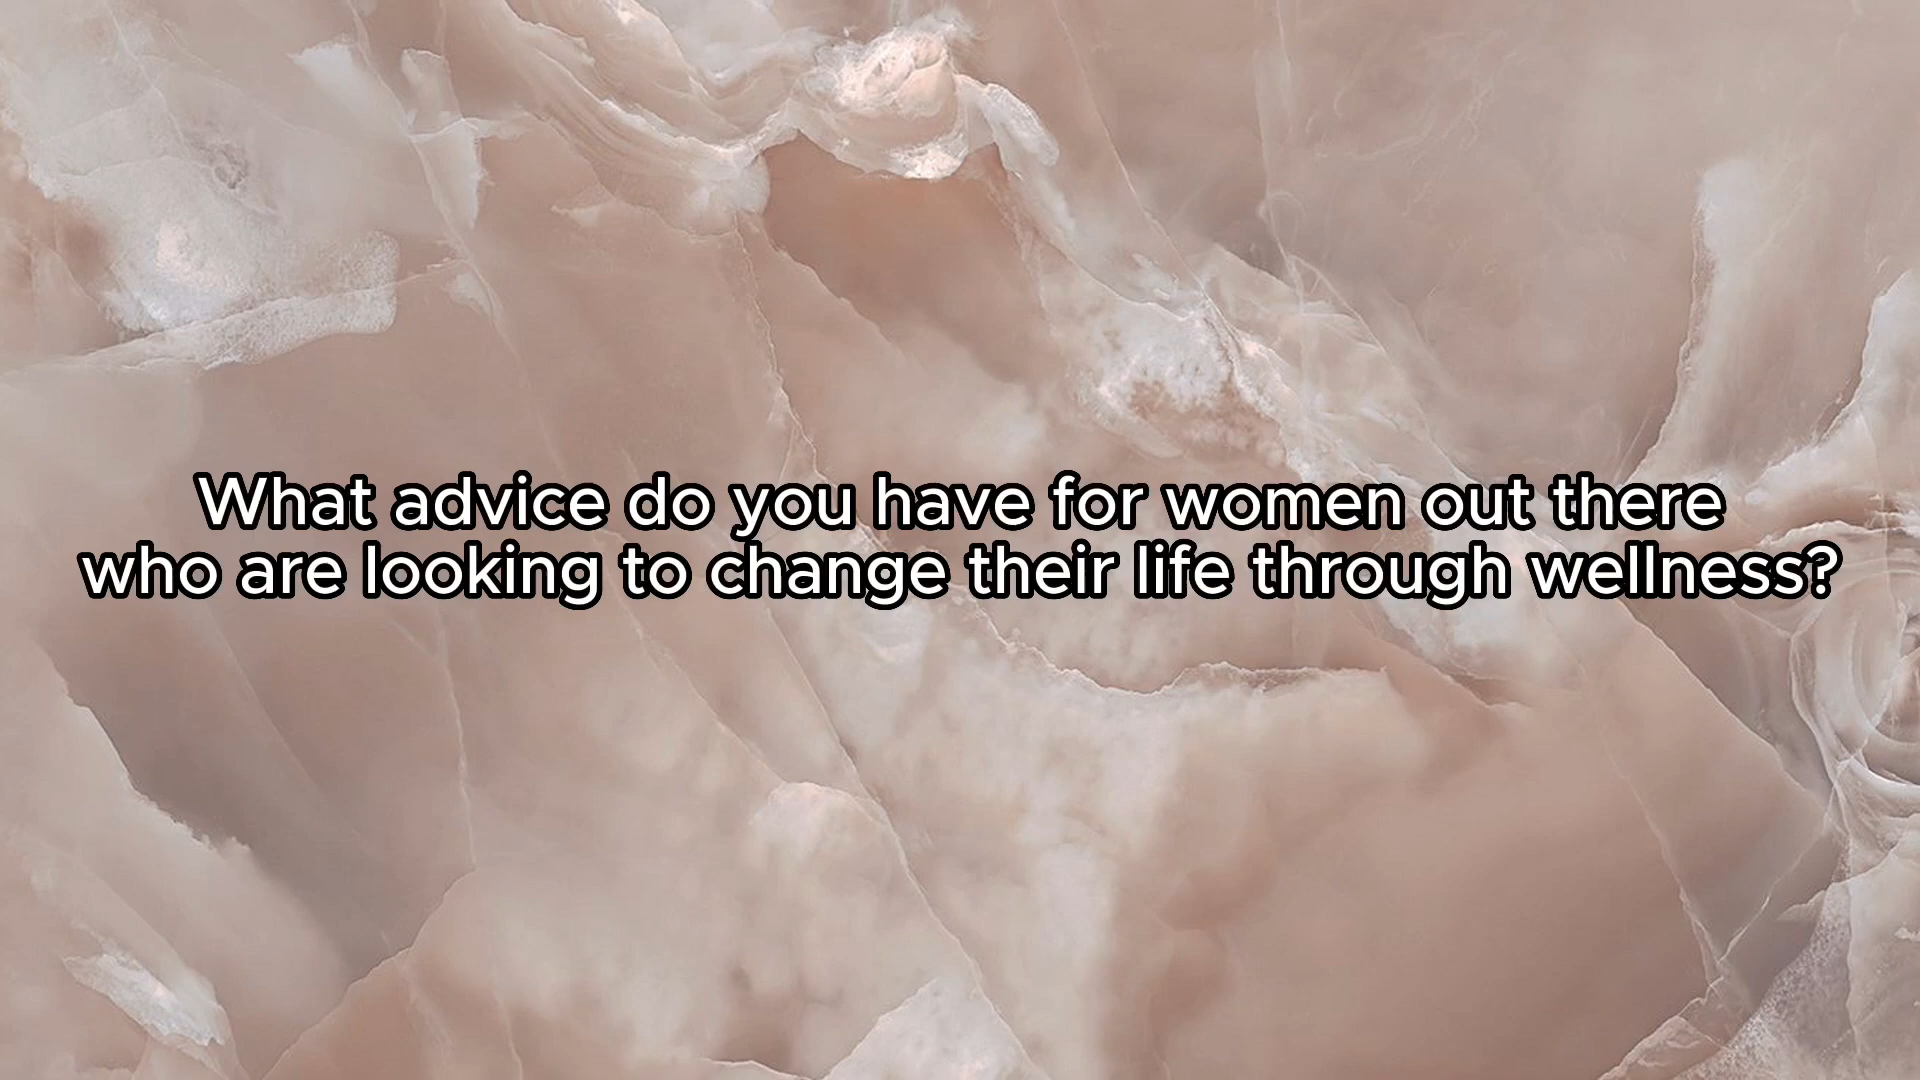 What advice do you have for women out there
who are looking to change their life through wellness?